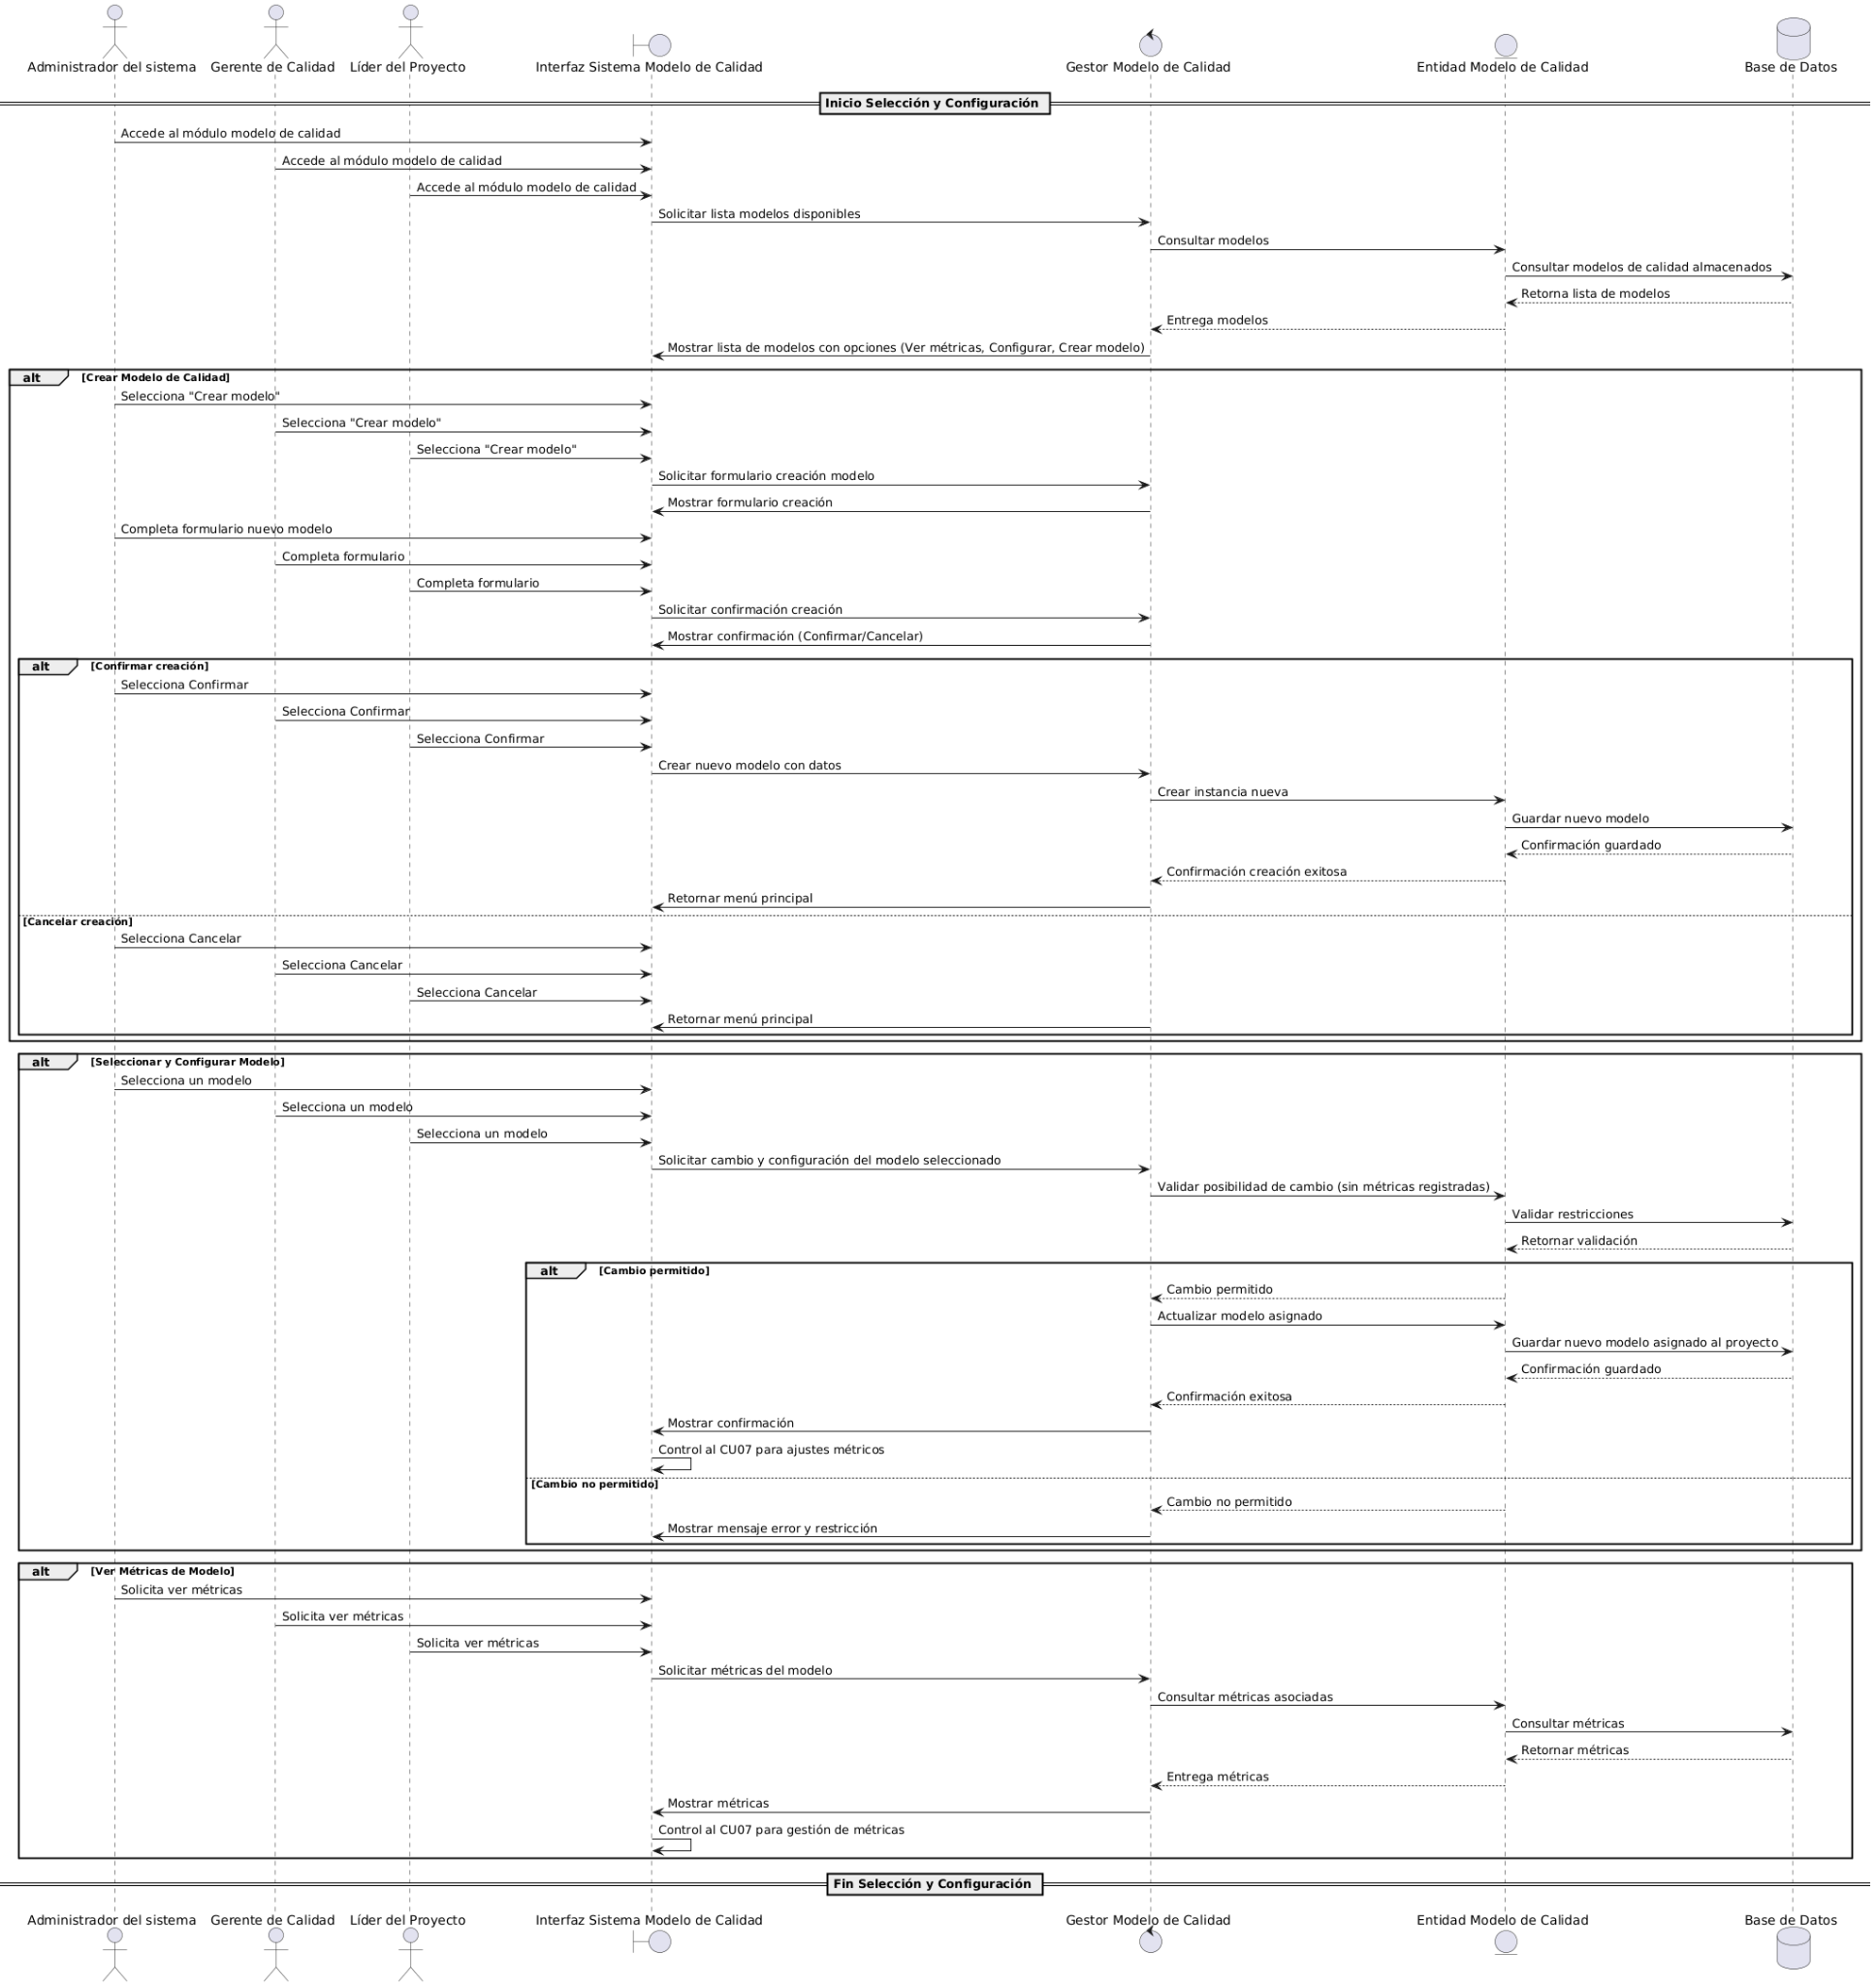 Administrador del sistema
Gerente de Calidad
Líder del Proyecto
Interfaz Sistema Modelo de Calidad
Gestor Modelo de Calidad
Entidad Modelo de Calidad
Base de Datos
Inicio Selección y Configuración
Accede al módulo modelo de calidad
Accede al módulo modelo de calidad
Accede al módulo modelo de calidad
Solicitar lista modelos disponibles
Consultar modelos
Consultar modelos de calidad almacenados
Retorna lista de modelos
Entrega modelos
Mostrar lista de modelos con opciones (Ver métricas, Configurar, Crear modelo)
alt [Crear Modelo de Calidad]
Selecciona "Crear modelo"
Selecciona "Crear modelo"
Selecciona "Crear modelo"
Solicitar formulario creación modelo
Mostrar formulario creación
Completa formulario nuevo modelo
Completa formulario
Completa formulario
Solicitar confirmación creación
Mostrar confirmación (Confirmar/Cancelar)
alt [Confirmar creación]
Selecciona Confirmar
Selecciona Confirmar
Selecciona Confirmar
Crear nuevo modelo con datos
Crear instancia nueva
Guardar nuevo modelo
Confirmación guardado
Confirmación creación exitosa
Retornar menú principal
[Cancelar creación]
Selecciona Cancelar
Selecciona Cancelar
Selecciona Cancelar
Retornar menú principal
alt [Seleccionar y Configurar Modelo]
Selecciona un modelo
Selecciona un modelo
Selecciona un modelo
Solicitar cambio y configuración del modelo seleccionado
Validar posibilidad de cambio (sin métricas registradas)
Validar restricciones
Retornar validación
alt [Cambio permitido]
Cambio permitido
Actualizar modelo asignado
Guardar nuevo modelo asignado al proyecto
Confirmación guardado
Confirmación exitosa
Mostrar confirmación
Control al CU07 para ajustes métricos
[Cambio no permitido]
Cambio no permitido
Mostrar mensaje error y restricción
alt [Ver Métricas de Modelo]
Solicita ver métricas
Solicita ver métricas
Solicita ver métricas
Solicitar métricas del modelo
Consultar métricas asociadas
Consultar métricas
Retornar métricas
Entrega métricas
Mostrar métricas
Control al CU07 para gestión de métricas
Fin Selección y Configuración
Administrador del sistema
Gerente de Calidad
Líder del Proyecto
Interfaz Sistema Modelo de Calidad
Gestor Modelo de Calidad
Entidad Modelo de Calidad
Base de Datos